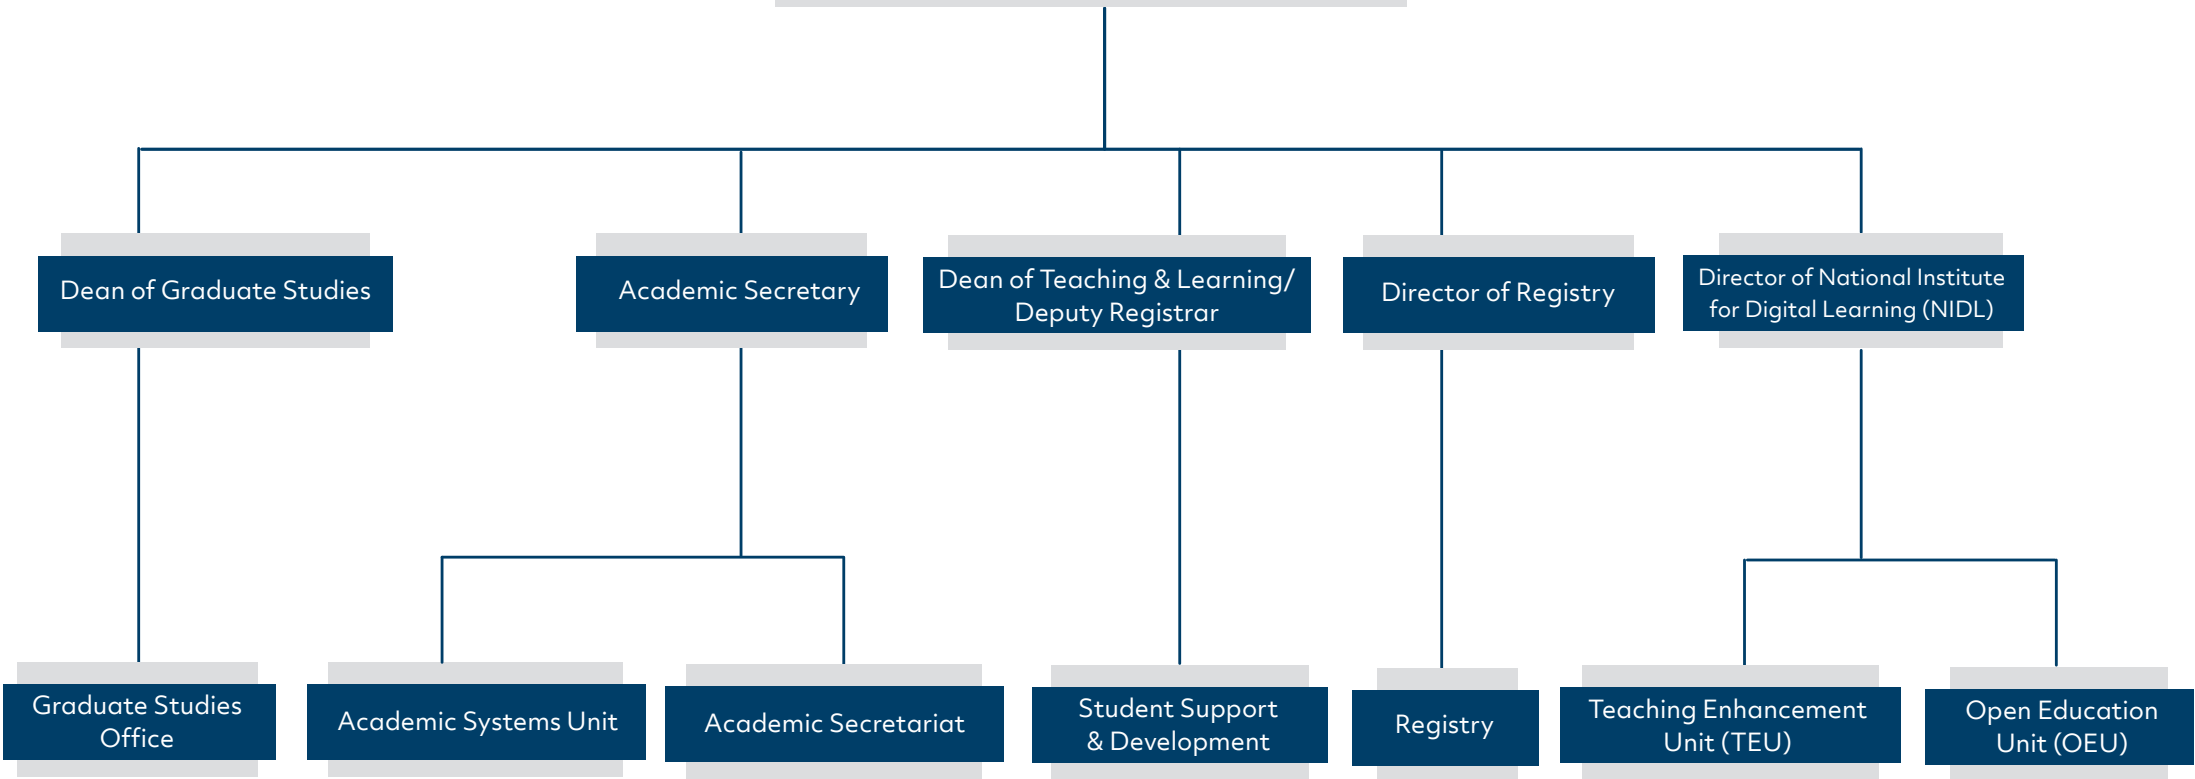 Dean of Graduate Studies
Academic Secretary
Dean of Teaching & Learning/
Deputy Registrar
Director of Registry
Director of National Institute
for Digital Learning (NIDL)
Graduate Studies
Office
Academic Systems Unit
Academic Secretariat
Student Support
& Development
Registry
Teaching Enhancement
Unit (TEU)
Open Education
Unit (OEU)